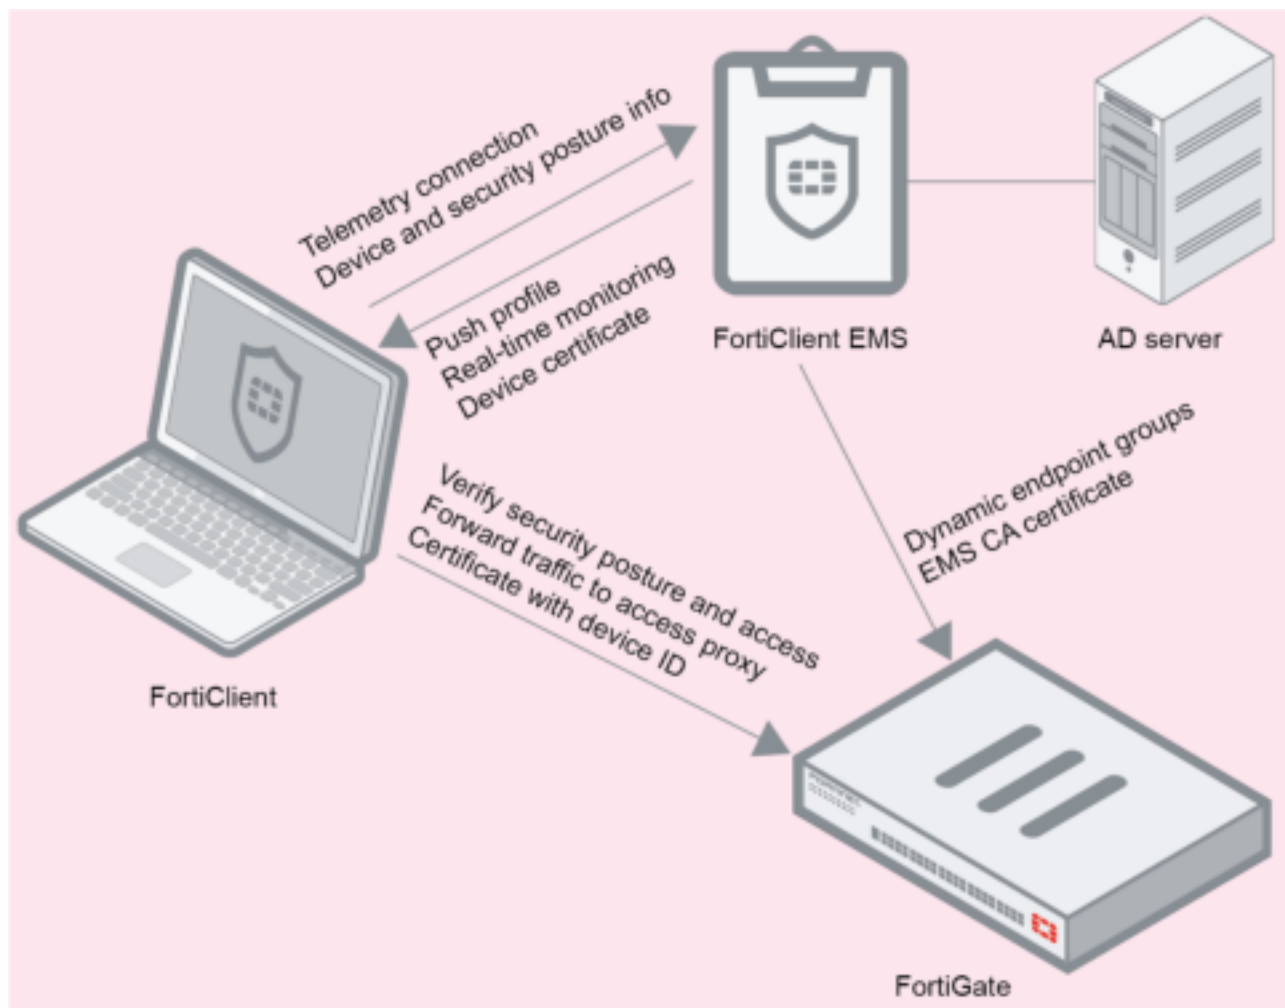 Telemetry connection
Device and security posture info
Push profile
Real-time monitoring
Device certificate
FortiClient EMS
AD server
Dynamic endpoint groups
EMS CA certificate
Verify security posture and access
Forward traffic to access proxy
Certificate with device ID
FortiClient
FortiGate